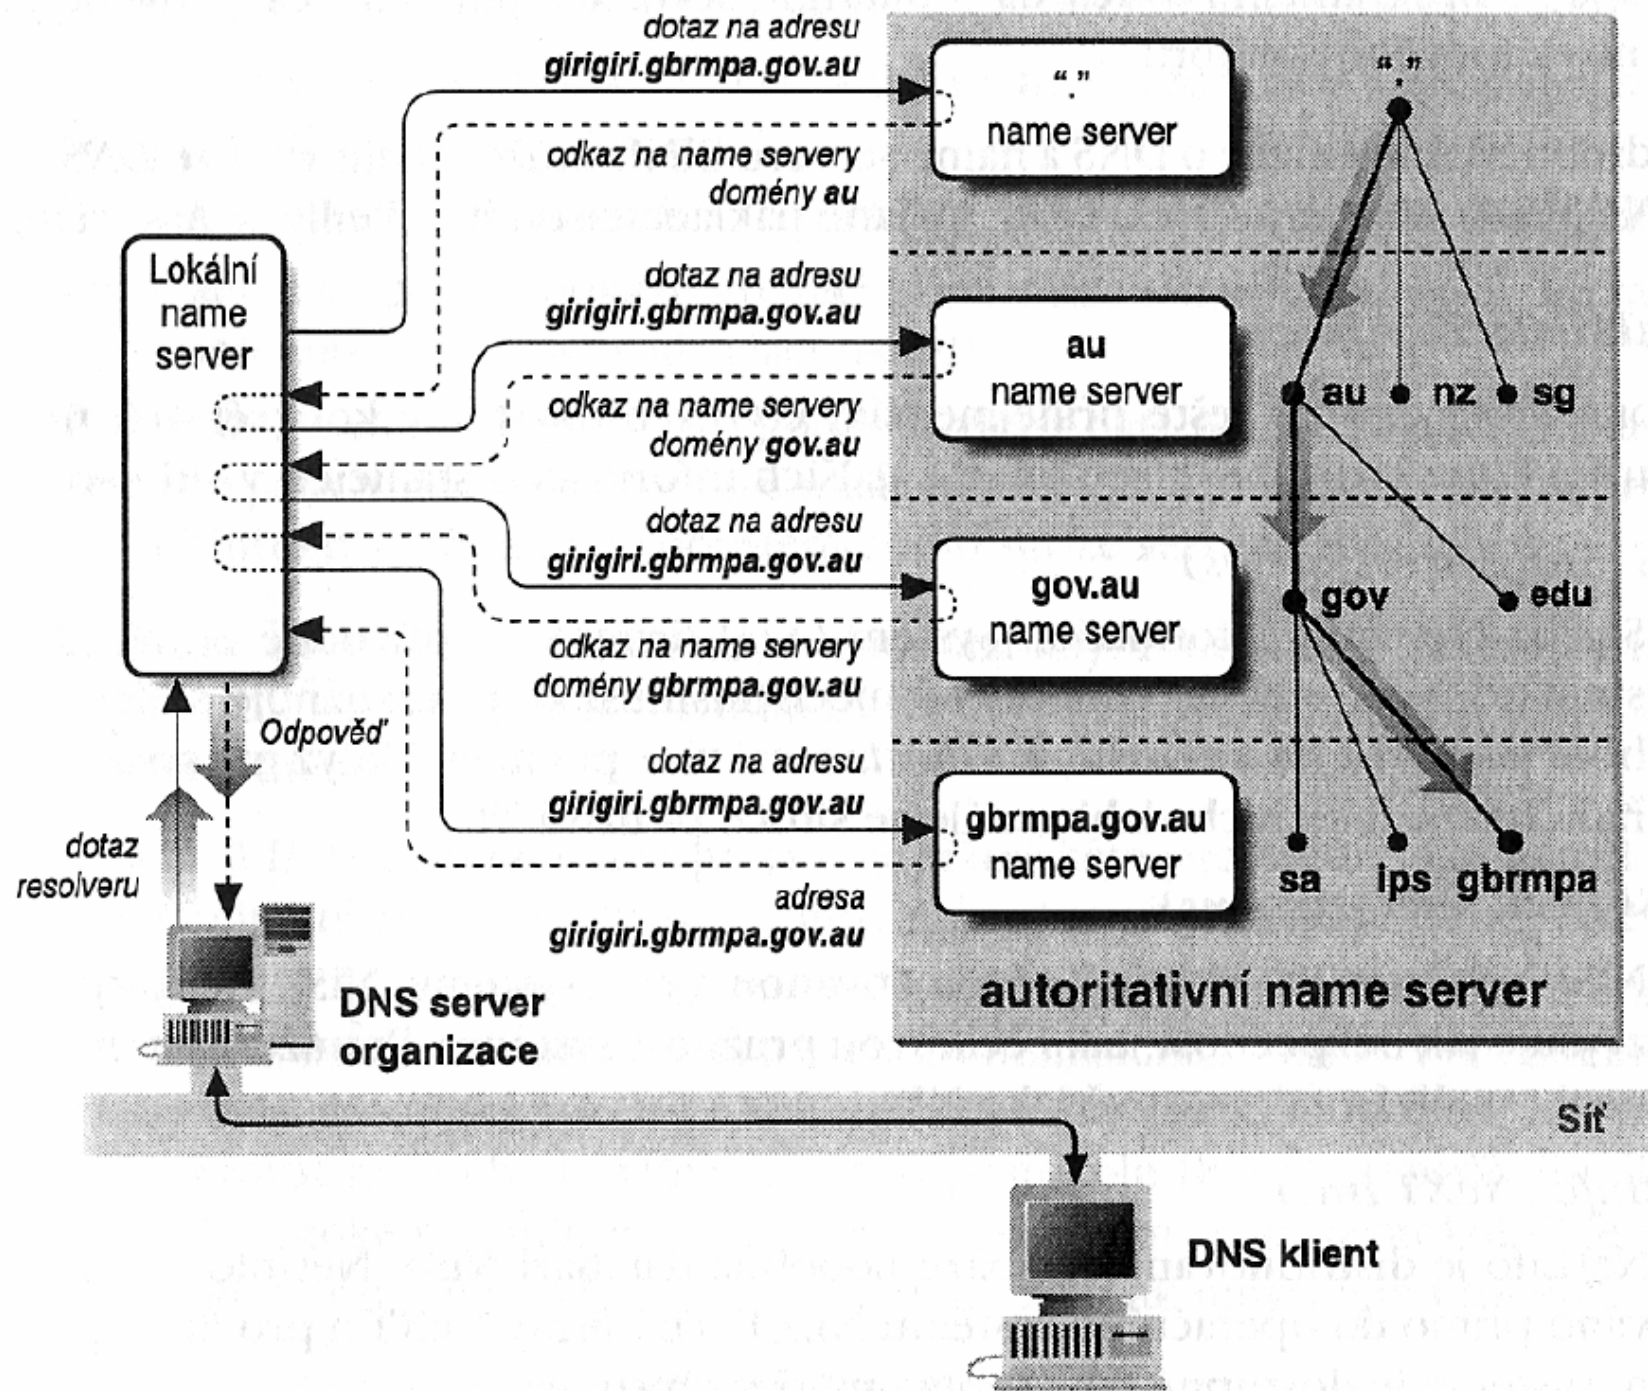 dotaz na adresu
girigiri.gbrmpa.gov.au
odkaz na name servery
domény au
dotaz na adresu
girigiri.gbrmpa.gov.au
odkaz na name servery
domény gov.au
dotaz na adresu
girigiri.gbrmpa.gov.au
odkaz na name servery
domény gbrmpa.gov.au
dotaz na adresu
girigiri.gbrmpa.gov.au
adresa
girigiri.gbrmpa.gov.au
Lokální
name
server
Odpověď
dotaz
resolveru
DNS server
organizace
“.”
name server
au
name server
gov.au
name server
gbrmpa.gov.au
name server
“.”
au
nz
sg
gov
edu
sa
ips
gbrmpa
autoritativní name server
Síť
DNS klient